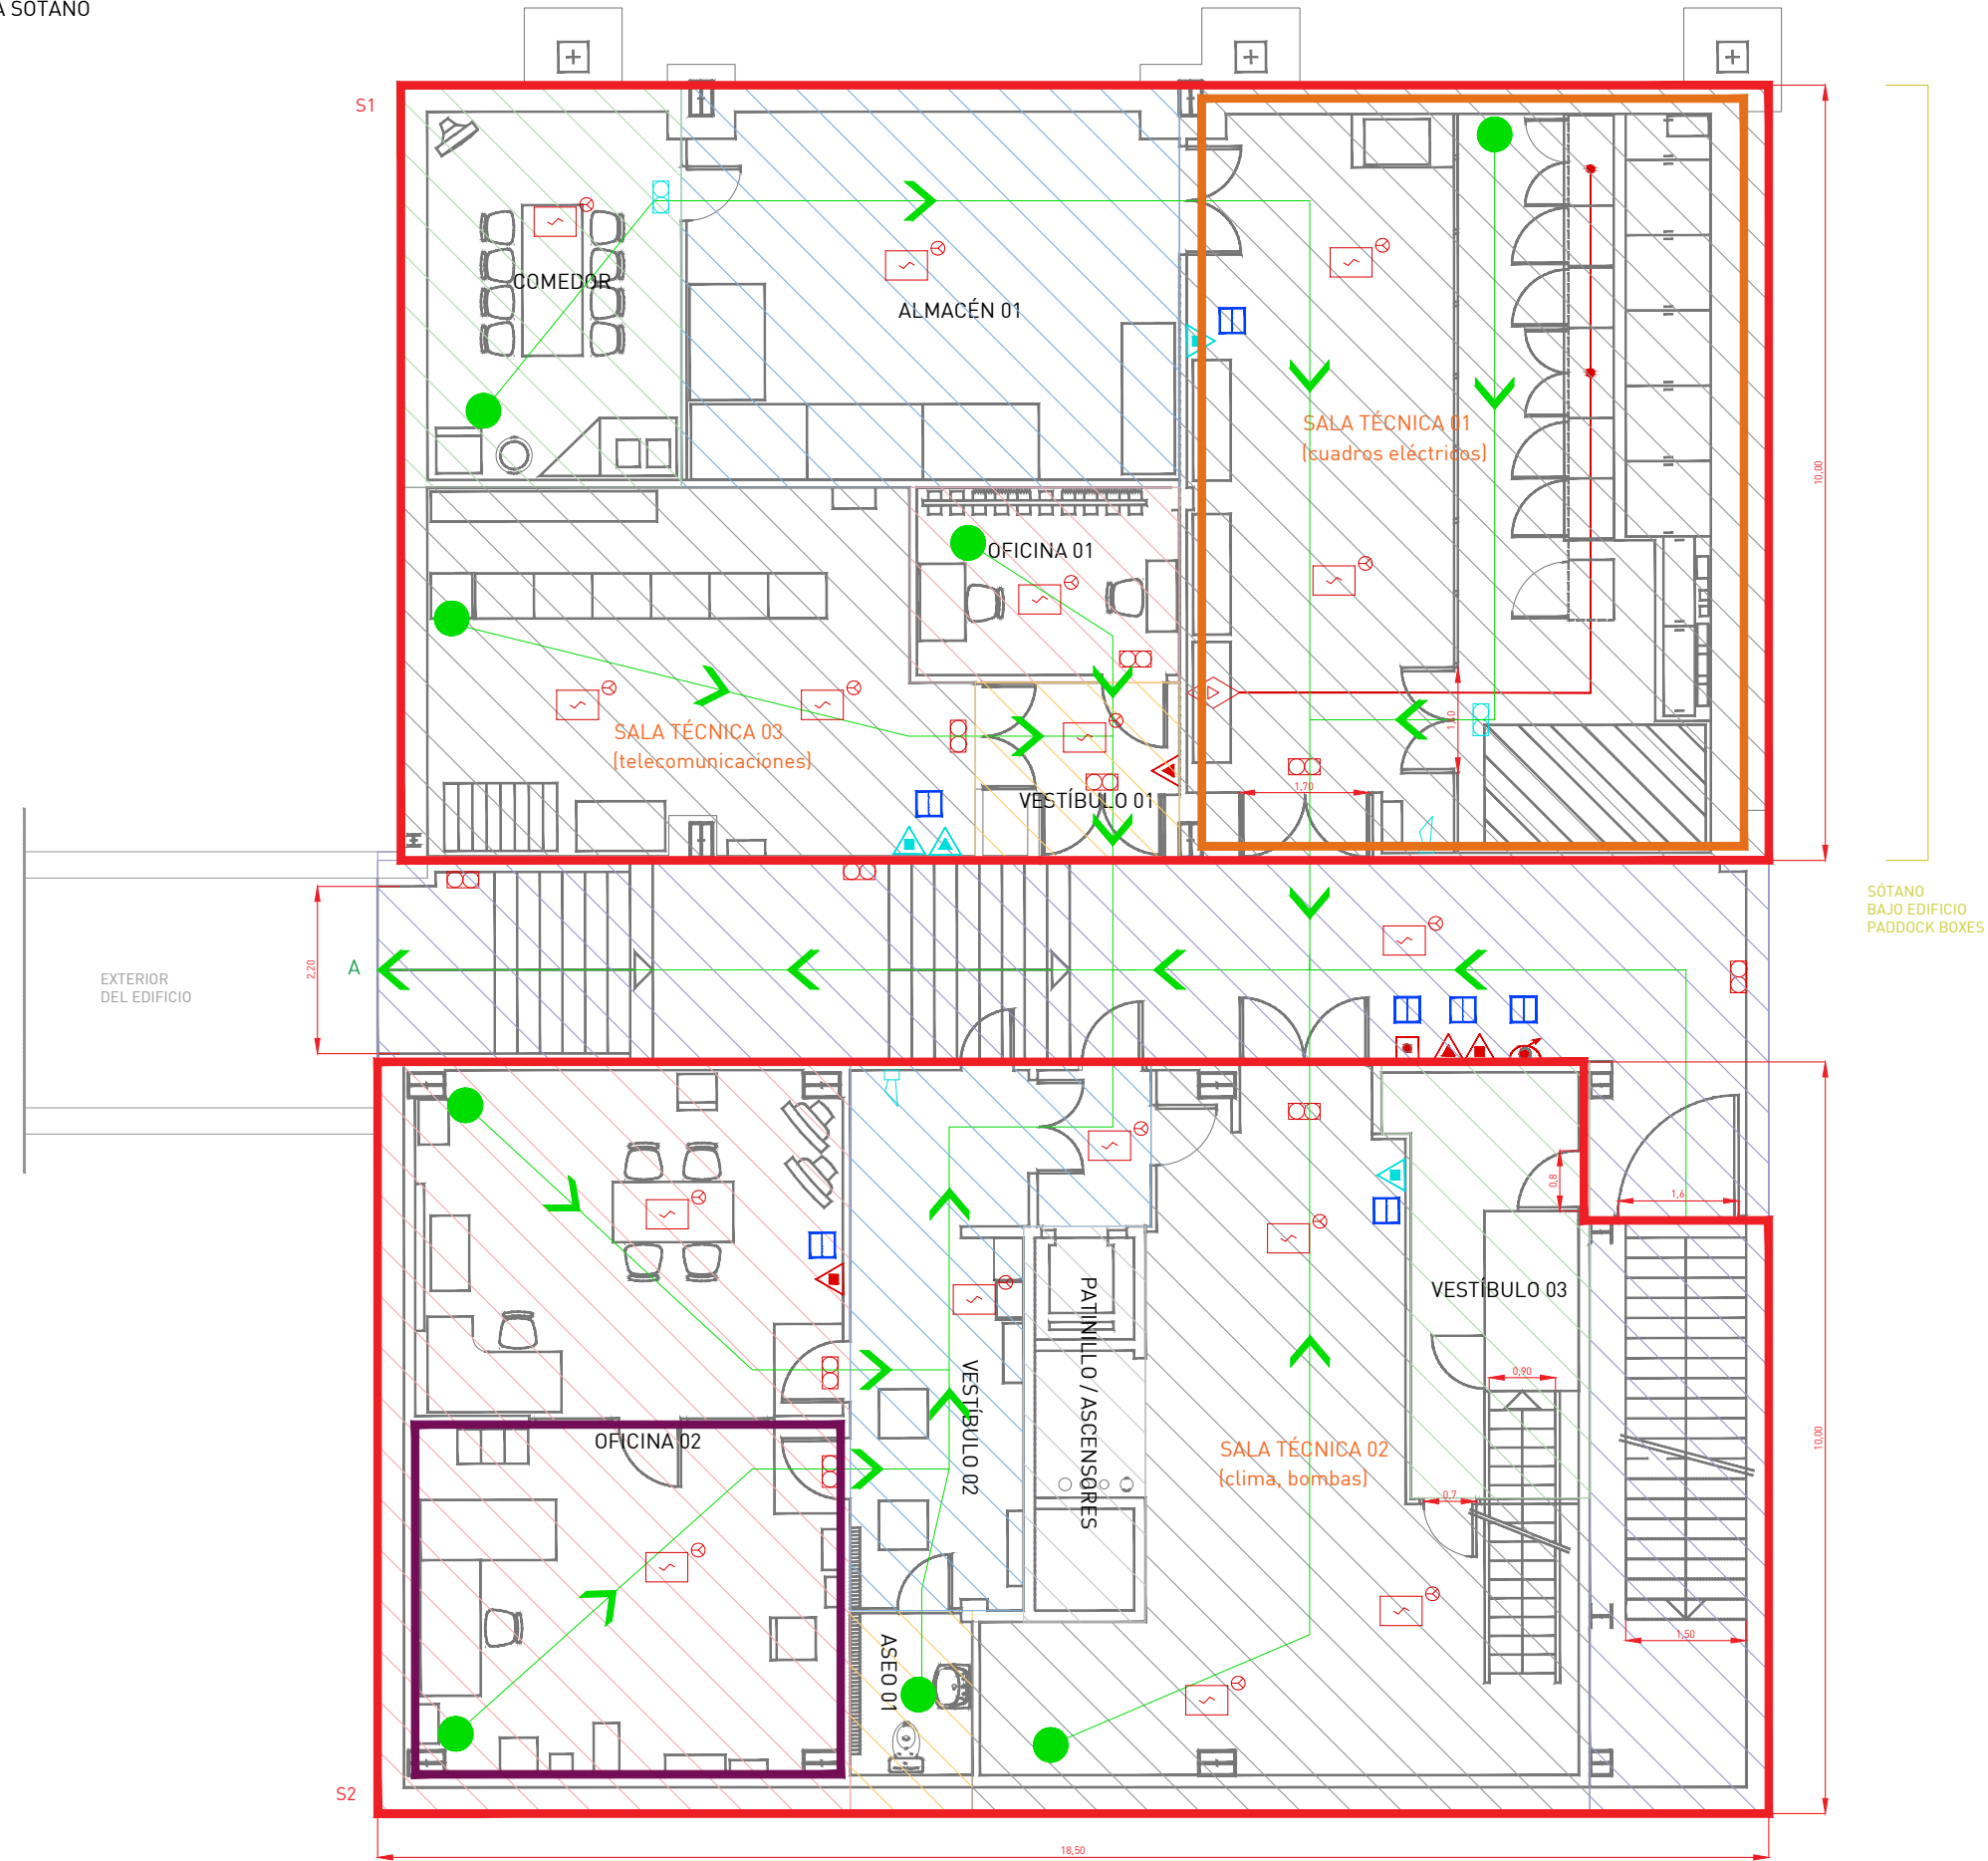 A SÓTANO
S1
COMEDOR
ALMACÉN 01
SALA TÉCNICA 01
(cuadros eléctricos)
10,00
OFICINA 01
SALA TÉCNICA 03
(telecomunicaciones)
1,40
1,70
VESTÍBULO 01
SÓTANO
BAJO EDIFICIO
PADDOCK BOXES
2,20
A
EXTERIOR
DEL EDIFICIO
0,8
1,6
VESTÍBULO 03
PATINILLO / ASCENSORES
0,90
VESTÍBULO 02
OFICINA 02
SALA TÉCNICA 02
(clima, bombas)
10,00
0,7
ASEO 01
1,50
S2
18,50